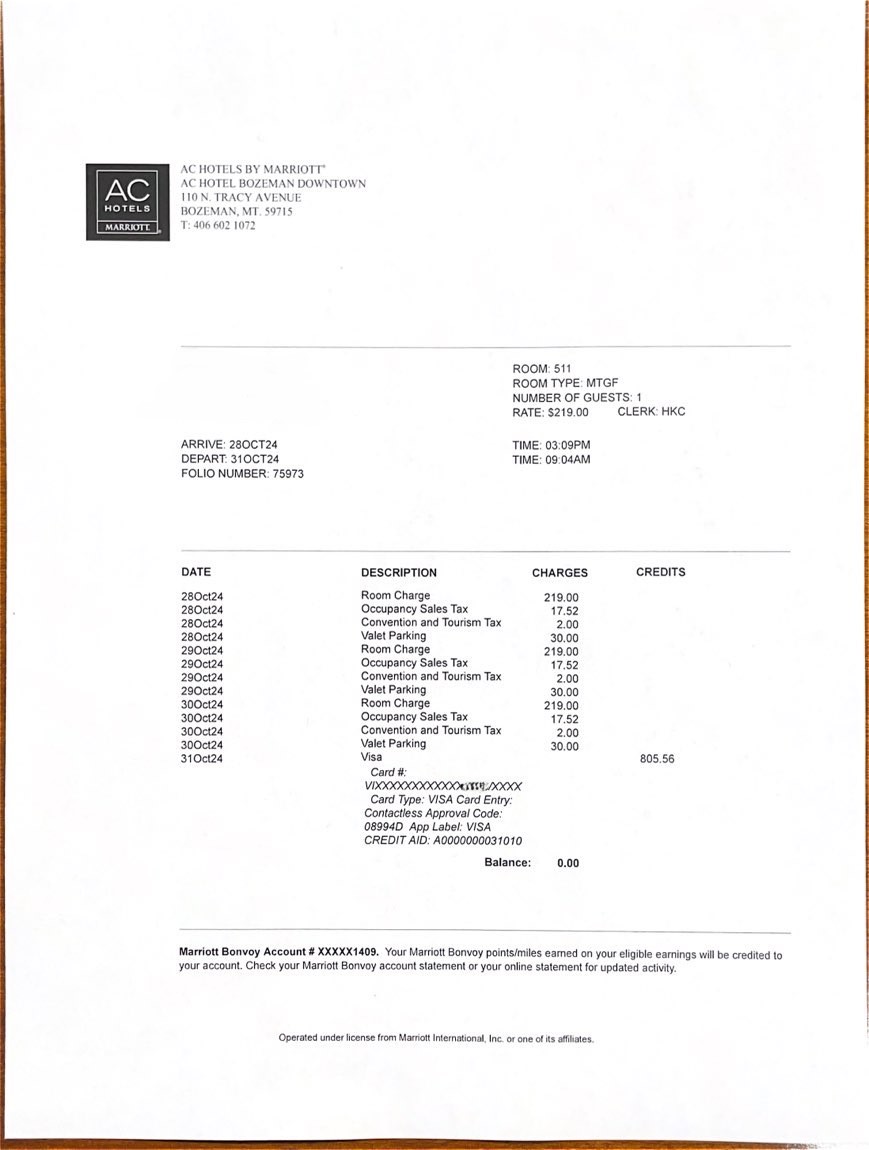 AC
HOTELS
MARRIOTT
AC HOTELS BY MARRIOTT®
AC HOTEL BOZEMAN DOWNTOWN
110 N. TRACY AVENUE
BOZEMAN, MT. 59715
T: 406 602 1072
ROOM: 511
ROOM TYPE: MTGF
NUMBER OF GUESTS: 1
RATE: $219.00 CLERK: HKC
ARRIVE: 28OCT24 TIME: 03:09PM
DEPART: 31OCT24 TIME: 09:04AM
FOLIO NUMBER: 75973
DATE DESCRIPTION CHARGES CREDITS
28Oct24 Room Charge 219.00
28Oct24 Occupancy Sales Tax 17.52
28Oct24 Convention and Tourism Tax 2.00
28Oct24 Valet Parking 30.00
29Oct24 Room Charge 219.00
29Oct24 Occupancy Sales Tax 17.52
29Oct24 Convention and Tourism Tax 2.00
29Oct24 Valet Parking 30.00
30Oct24 Room Charge 219.00
30Oct24 Occupancy Sales Tax 17.52
30Oct24 Convention and Tourism Tax 2.00
30Oct24 Valet Parking 30.00
31Oct24 Visa 805.56
Card #:
Card Type: VISA Card Entry:
Contactless Approval Code:
08994D App Label: VISA
CREDIT AID: A0000000031010
Balance: 0.00
Marriott Bonvoy Account # XXXXX1409. Your Marriott Bonvoy points/miles earned on your eligible earnings will be credited to
your account. Check your Marriott Bonvoy account statement or your online statement for updated activity.
Operated under license from Marriott International, Inc. or one of its affiliates.